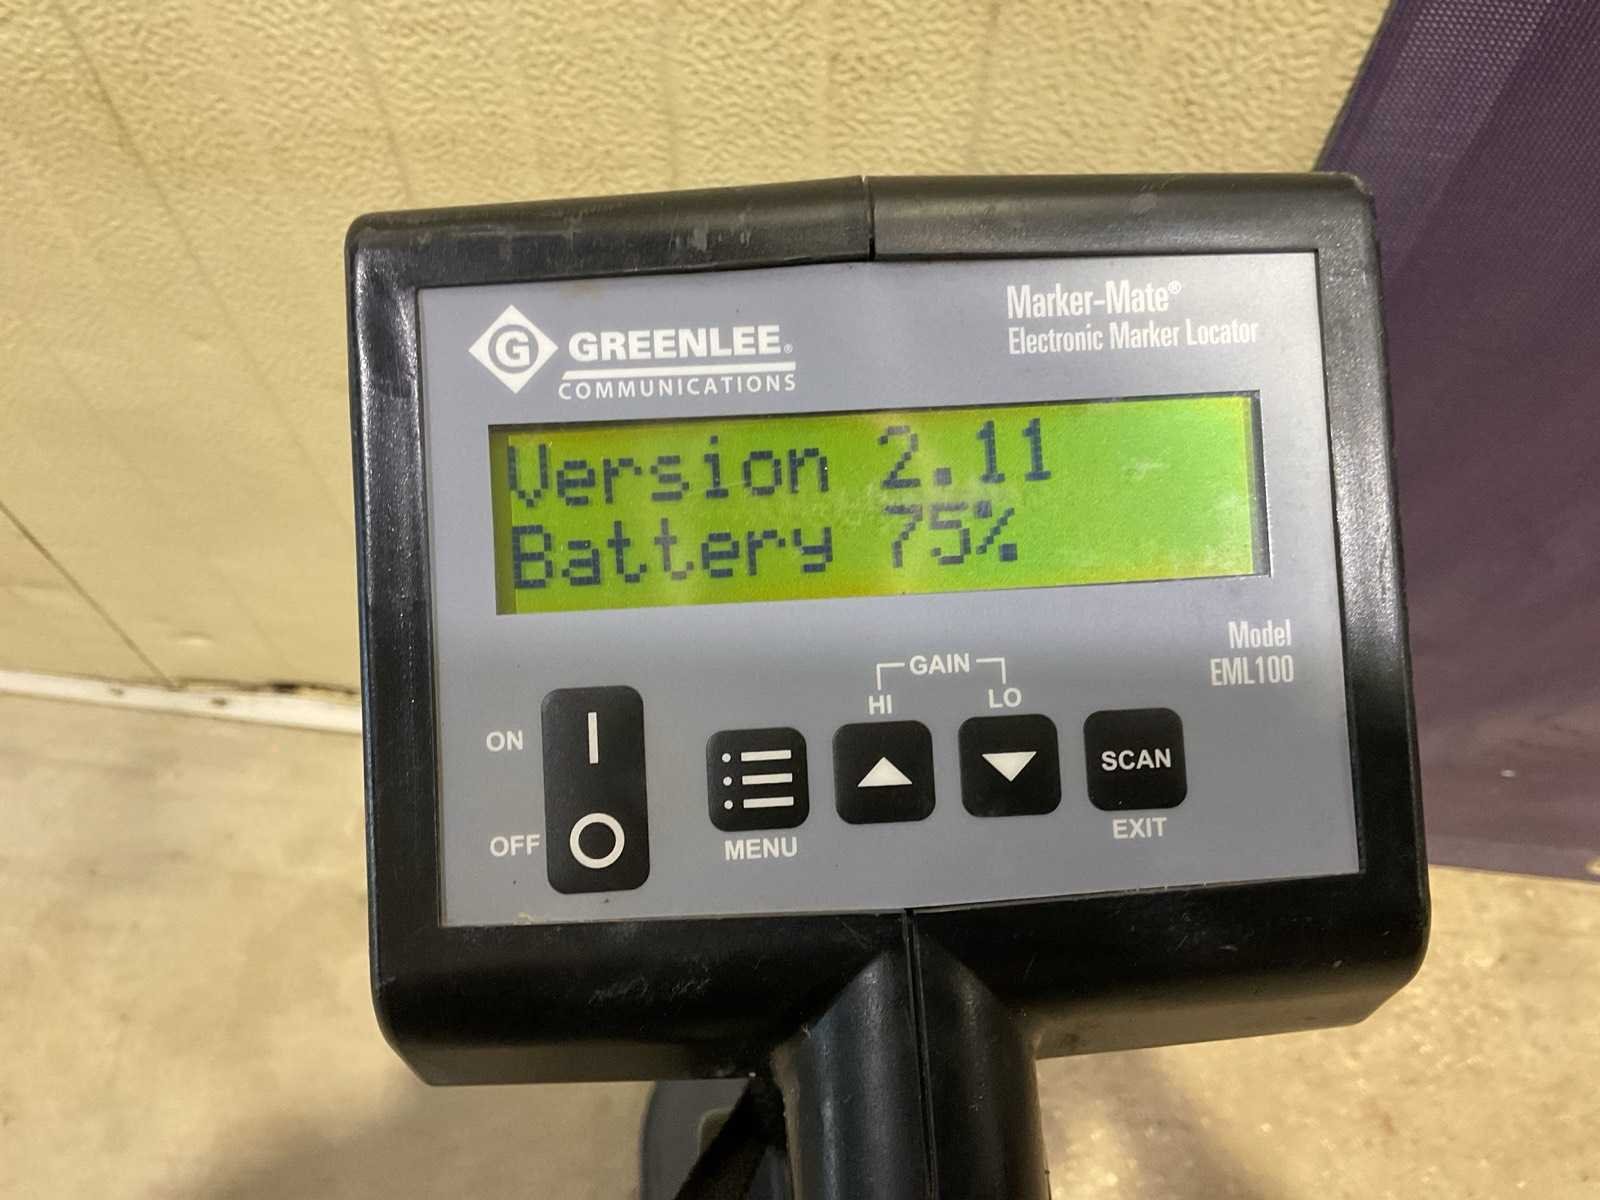 G GREENLEE®
COMMUNICATIONS
Marker-Mate®
Electronic Marker Locator
Version 2.11
Battery 75%
Model
EML100
GAIN
HI LO
ON
OFF
SCAN
MENU
EXIT